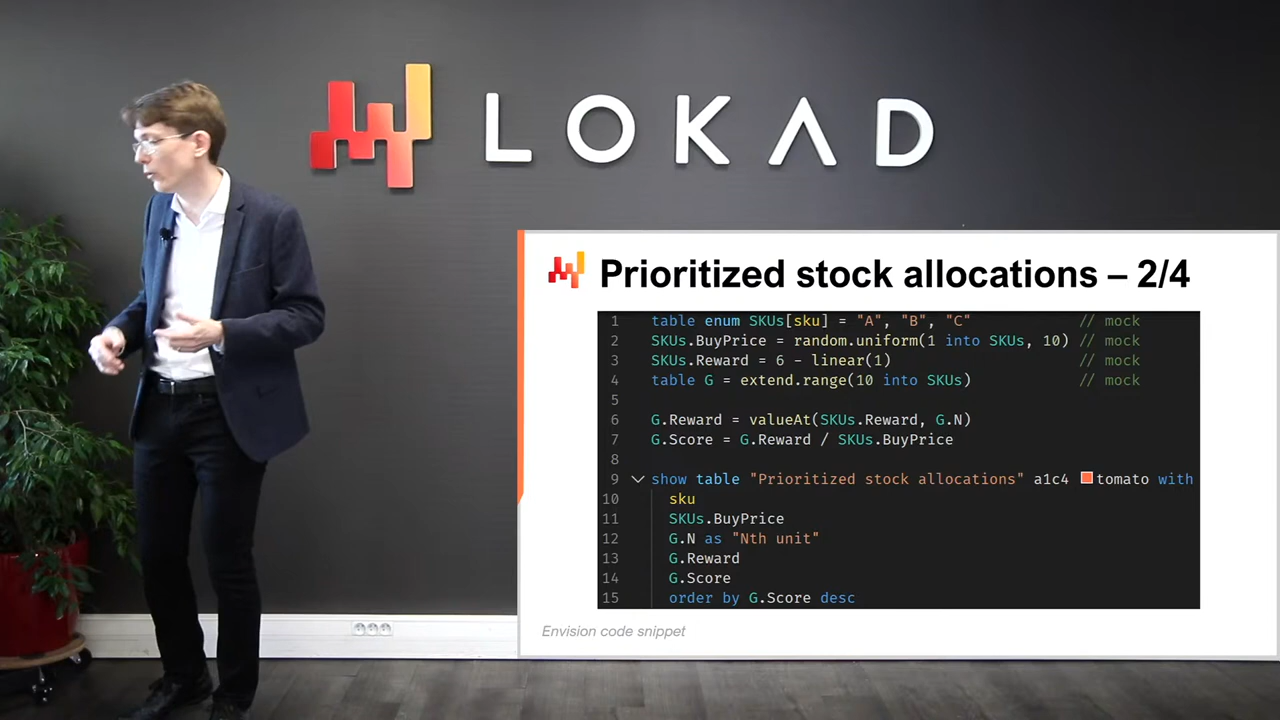 LOKAD
Prioritized stock allocations – 2/4
1 table enum SKUs[sku] = "A", "B", "C" // mock
2 SKUs.BuyPrice = random.uniform(1 into SKUs, 10) // mock
3 SKUs.Reward = 6 - linear(1) // mock
4 table G = extend.range(10 into SKUs) // mock
5
6 G.Reward = valueAt(SKUs.Reward, G.N)
7 G.Score = G.Reward / SKUs.BuyPrice
8
9 show table "Prioritized stock allocations" a1c4 tomato with
10 sku
11 SKUs.BuyPrice
12 G.N as "Nth unit"
13 G.Reward
14 G.Score
15 order by G.Score desc
Envision code snippet